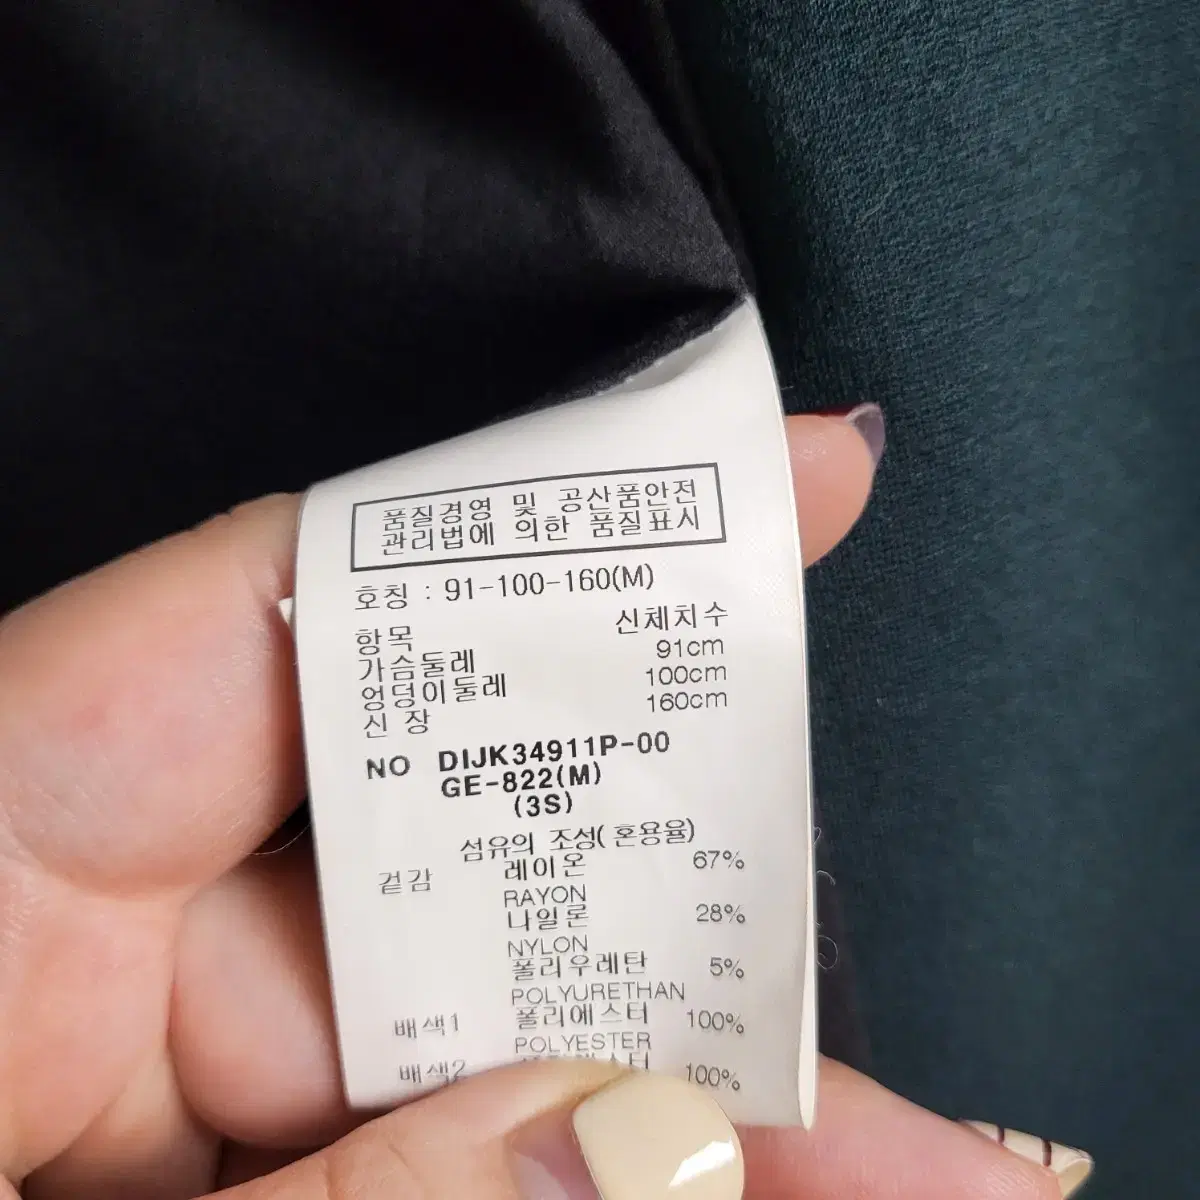 품질경영 및 공산품안전
관리법에 의한 품질표시
호칭 : 91-100-160(M)
항목 신체치수
가슴둘레 91cm
엉덩이둘레 100cm
신 장 160cm
NO DIJK34911P-00
GE-822(M)
(3S)
섬유의 조성( 혼용율)
겉감 레이온 67%
RAYON
나일론 28%
NYLON
폴리우레탄 5%
POLYURETHAN
배색1 폴리에스터 100%
POLYESTER
배색2 100%